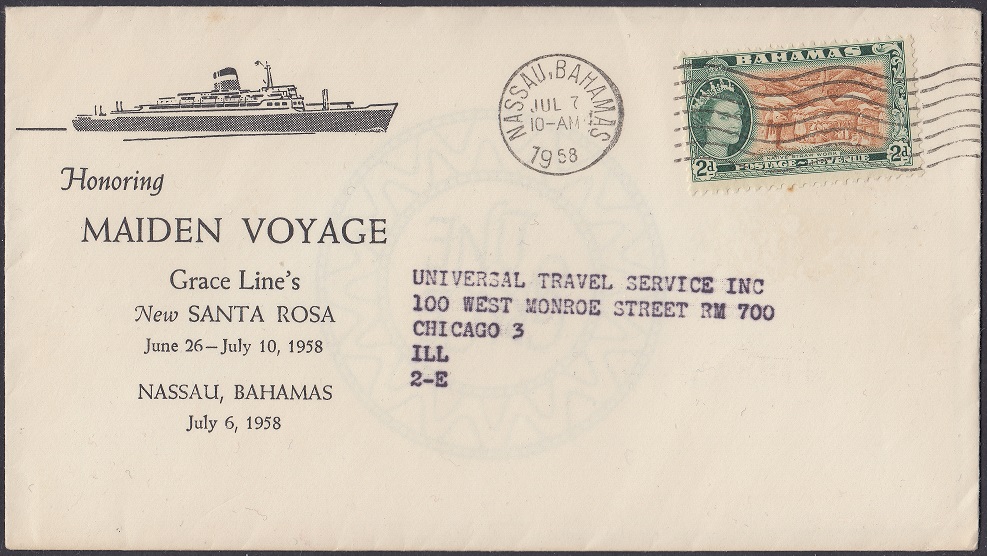 Honoring
MAIDEN VOYAGE
Grace Line's
New SANTA ROSA
June 26–July 10, 1958
NASSAU, BAHAMAS
July 6, 1958
NASSAU, BAHAMAS
JUL 7
10-AM
1958
BAHAMAS
2d
2d
POSTAGE REVENUE
UNIVERSAL TRAVEL SERVICE INC
100 WEST MONROE STREET RM 700
CHICAGO 3
ILL
2-E